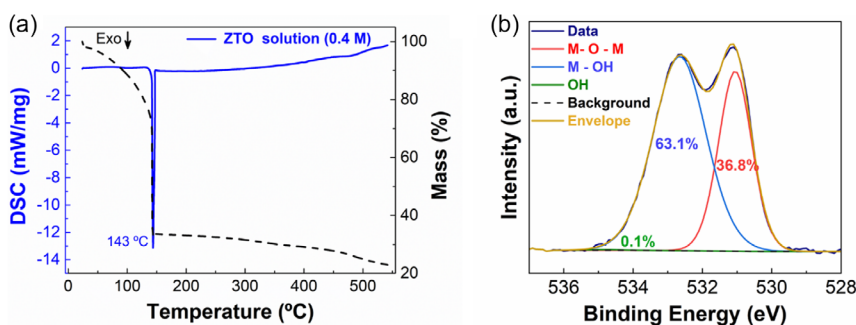 (a)
Exo ↓
ZTO solution (0.4 M)
2
0
-2
-4
-6
-8
-10
-12
-14
DSC (mW/mg)
143 ºC
100
80
60
40
20
Mass (%)
0
100
200
300
400
500
Temperature (ºC)
(b)
Data
M- O - M
M - OH
OH
Background
Envelope
63.1%
36.8%
0.1%
Intensity (a.u.)
536
534
532
530
528
Binding Energy (eV)